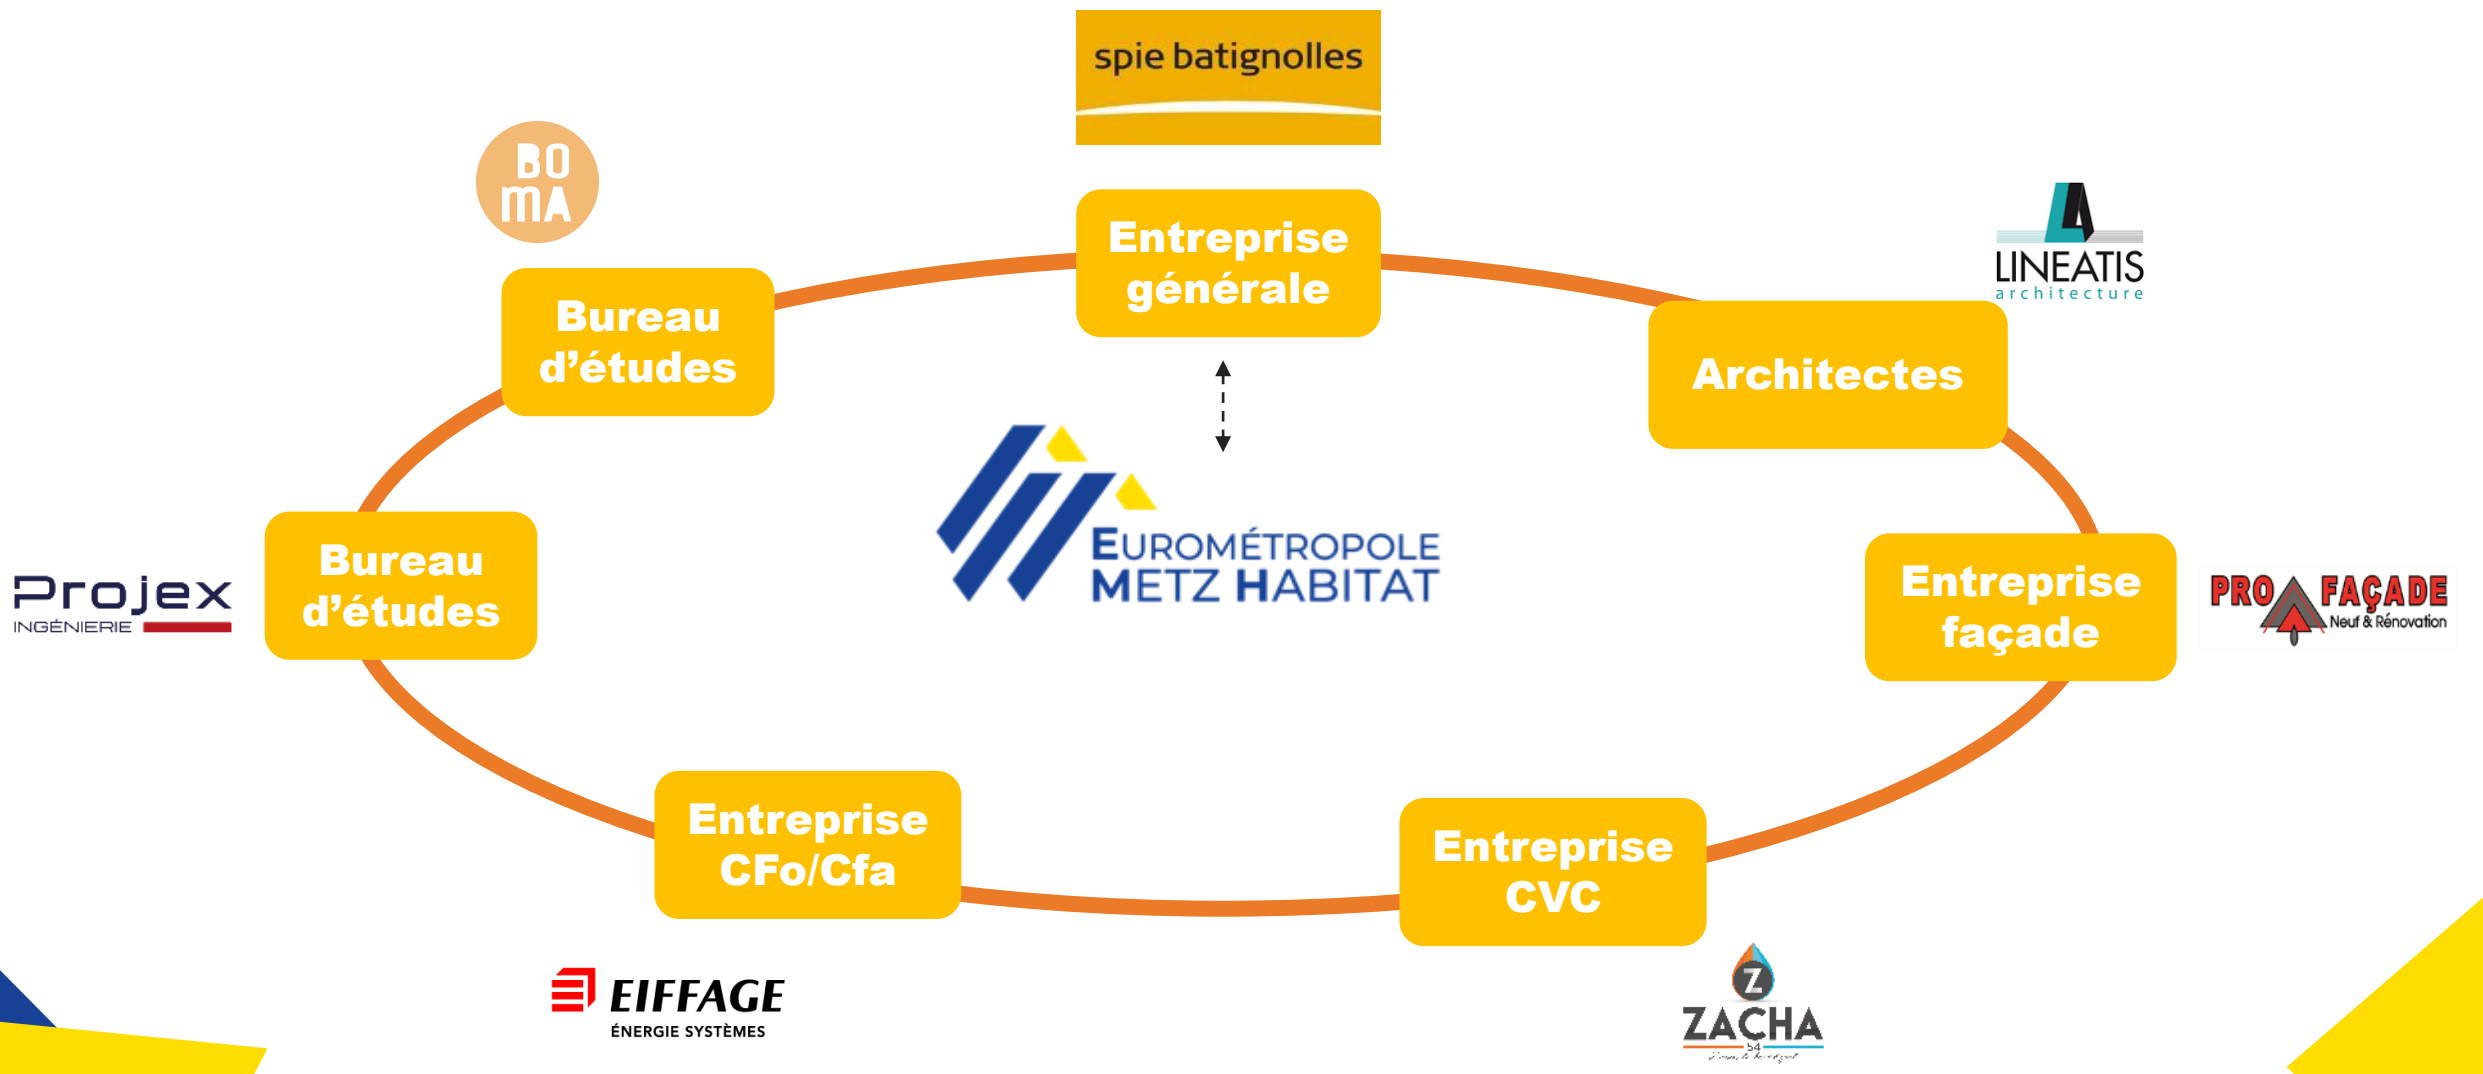 spie batignolles
BO
mA
Entreprise
générale
LINEATIS
architecture
Bureau
d’études
Architectes
EUROMÉTROPOLE
METZ HABITAT
Projex
INGÉNIERIE
Bureau
d’études
Entreprise
façade
PRO FAÇADE
Neuf & Rénovation
Entreprise
CFo/Cfa
Entreprise
CVC
EIFFAGE
ÉNERGIE SYSTÈMES
Z
ZACHA
54